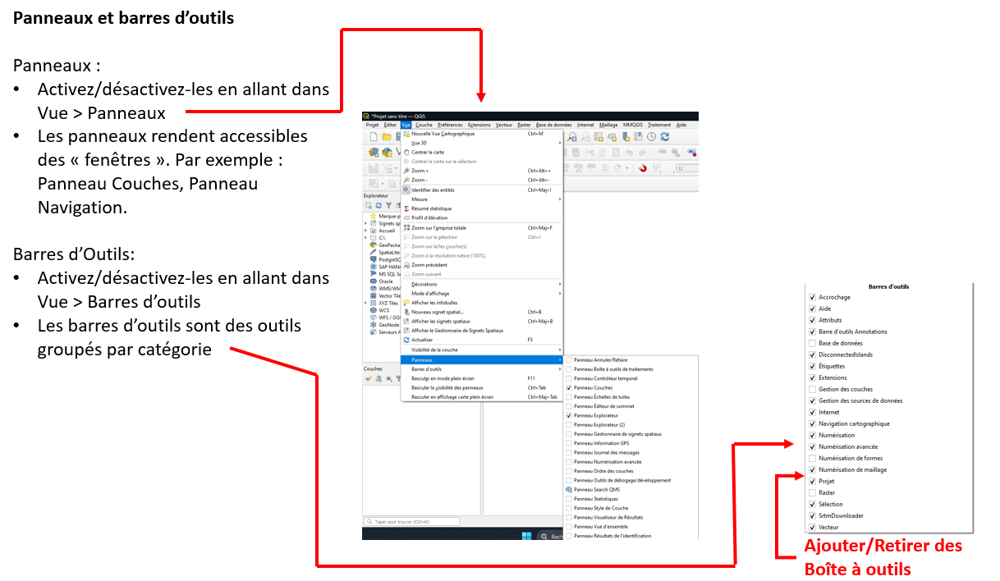 Panneaux et barres d'outils
Panneaux :
• Activez/désactivez-les en allant dans
Vue > Panneaux
• Les panneaux rendent accessibles
des « fenêtres ». Par exemple :
Panneau Couches, Panneau
Navigation.
Barres d'Outils:
• Activez/désactivez-les en allant dans
Vue > Barres d'outils
• Les barres d'outils sont des outils
groupés par catégorie
*Projet sans titre — QGIS
Projet Éditer Vue Couche Préférences Extensions Vecteur Raster Base de données Internet Maillage MMQGIS Traitement Aide
Nouvelle Vue Cartographique Ctrl+M
Vue 3D
Centrer la carte
Centrer la carte sur la sélection
Zoom + Ctrl+Alt++
Zoom - Ctrl+Alt+-
Identifier des entités Ctrl+Maj+I
Mesure
Résumé statistique
Profil d'élévation
Zoom sur l'emprise totale Ctrl+Maj+F
Zoom sur la sélection Ctrl+J
Zoom sur la/les couche(s)
Zoom à la résolution native (100%)
Zoom précédent
Zoom suivant
Décorations
Mode d'affichage
Afficher les infobulles
Nouveau signet spatial... Ctrl+B
Afficher les signets spatiaux Ctrl+Maj+B
Afficher le Gestionnaire de Signets Spatiaux
Actualiser F5
Visibilité de la couche
Panneaux
Barres d'outils
Basculer en mode plein écran F11
Basculer la visibilité des panneaux Ctrl+Tab
Basculer en affichage carte plein écran Ctrl+Maj+Tab
12
Explorateur
Marque-p
Signets sp
Accueil
C:\
GeoPacka
SpatiaLite
PostgreSQ
SAP HANA
MS SQL Se
Oracle
WMS/WM
Vector Tile
XYZ Tiles
WCS
WFS / OG
GeoNode
Serveurs A
Couches
Taper pour trouver (Ctrl+K)
Rech
Panneau Annuler/Refaire
Panneau Boîte à outils de traitements
Panneau Contrôleur temporel
Panneau Couches
Panneau Échelles de tuiles
Panneau Éditeur de sommet
Panneau Explorateur
Panneau Explorateur (2)
Panneau Gestionnaire de signets spatiaux
Panneau Information GPS
Panneau Journal des messages
Panneau Numérisation avancée
Panneau Ordre des couches
Panneau Outils de débogage/développement
Panneau Search QMS
Panneau Statistiques
Panneau Style de Couche
Panneau Visualiseur de Résultats
Panneau Vue d'ensemble
Panneau Résultats de l'identification
Barres d'outils
Accrochage
Aide
Attributs
Barre d'outils Annotations
Base de données
DisconnectedIslands
Étiquettes
Extensions
Gestion des couches
Gestion des sources de données
Internet
Navigation cartographique
Numérisation
Numérisation avancée
Numérisation de formes
Numérisation de maillage
Projet
Raster
Sélection
SrtmDownloader
Vecteur
Ajouter/Retirer des
Boîte à outils